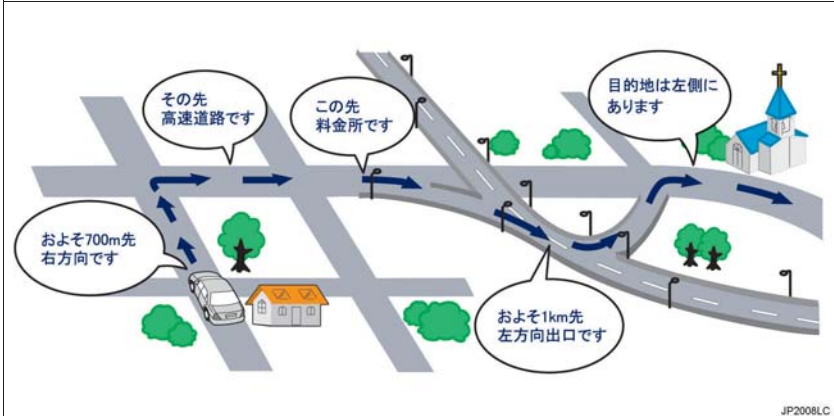 その先
高速道路です
この先
料金所です
目的地は左側に
あります
およそ700m先
右方向です
およそ1km先
左方向出口です
JP2008LC